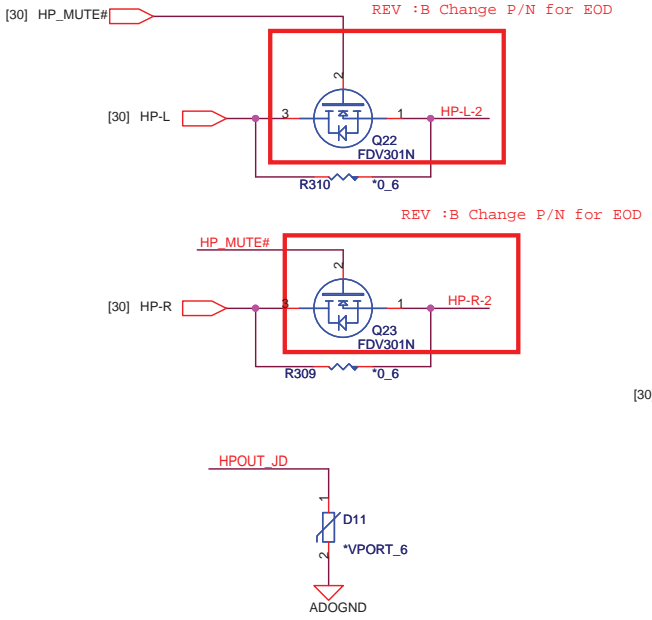 [30] HP_MUTE#
REV :B Change P/N for EOD
2
[30] HP-L
3
1
HP-L-2
Q22
FDV301N
R310
*0_6
REV :B Change P/N for EOD
HP_MUTE#
2
[30] HP-R
3
1
HP-R-2
Q23
FDV301N
R309
*0_6
[30
HPOUT_JD
1
D11
*VPORT_6
2
ADOGND